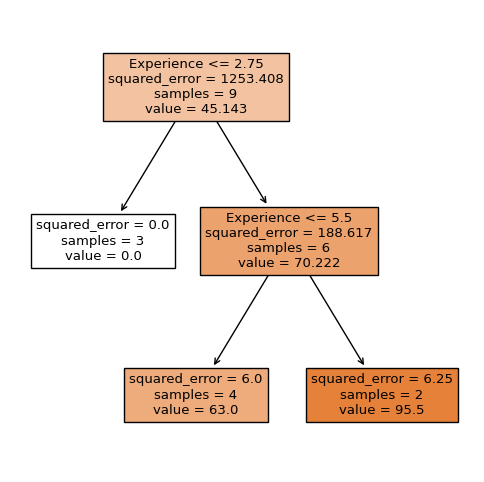 Experience <= 2.75
squared_error = 1253.408
samples = 9
value = 45.143
squared_error = 0.0
samples = 3
value = 0.0
Experience <= 5.5
squared_error = 188.617
samples = 6
value = 70.222
squared_error = 6.0
samples = 4
value = 63.0
squared_error = 6.25
samples = 2
value = 95.5